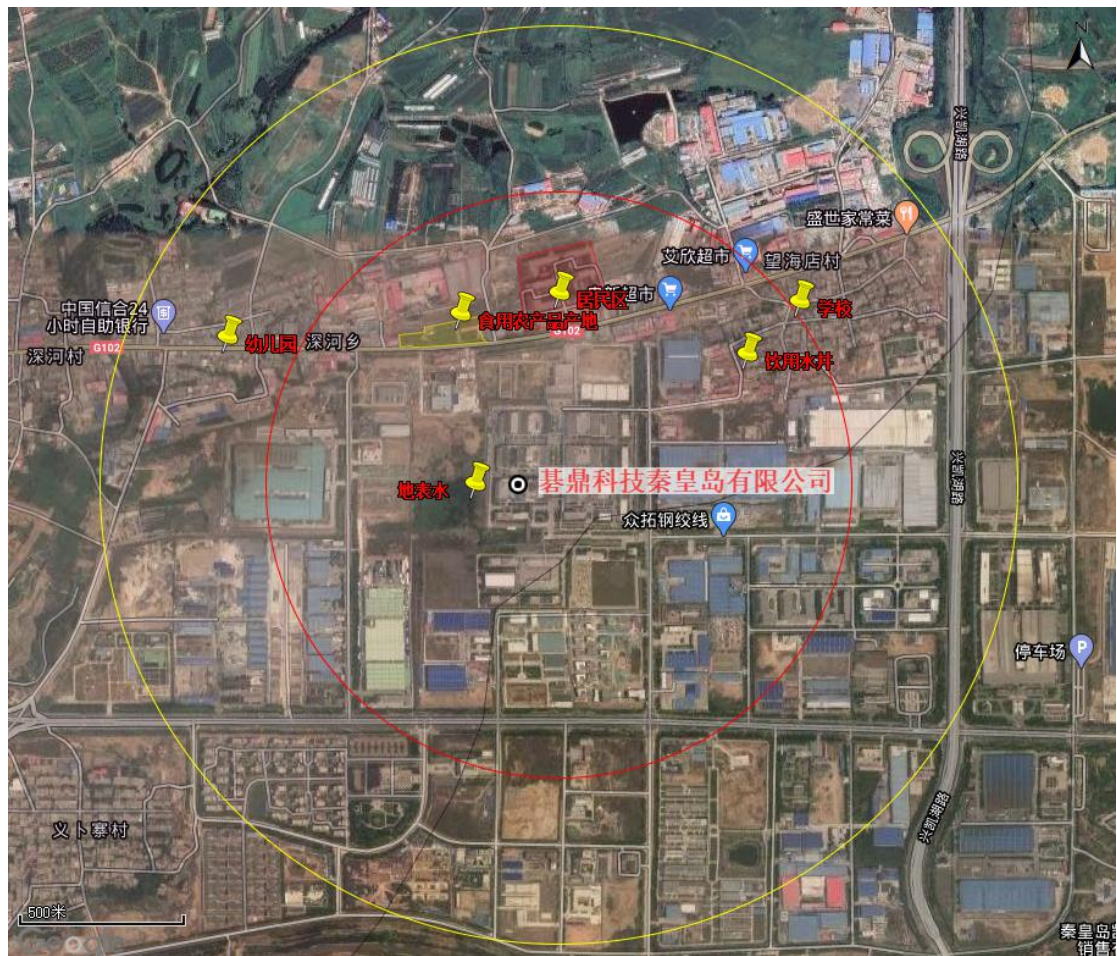 N
兴凯湖路
盛世家常菜
艾欣超市
望海店村
居民区
超市
学校
中国信合24
小时自助银行
食用农产品产地
G102
幼儿园
深河乡
G102
深河村
饮用水井
兴凯湖路
地表水
碁鼎科技秦皇岛有限公司
众拓钢绞线
P
停车场
兴凯湖路
义卜寨村
500米
秦皇岛
销售